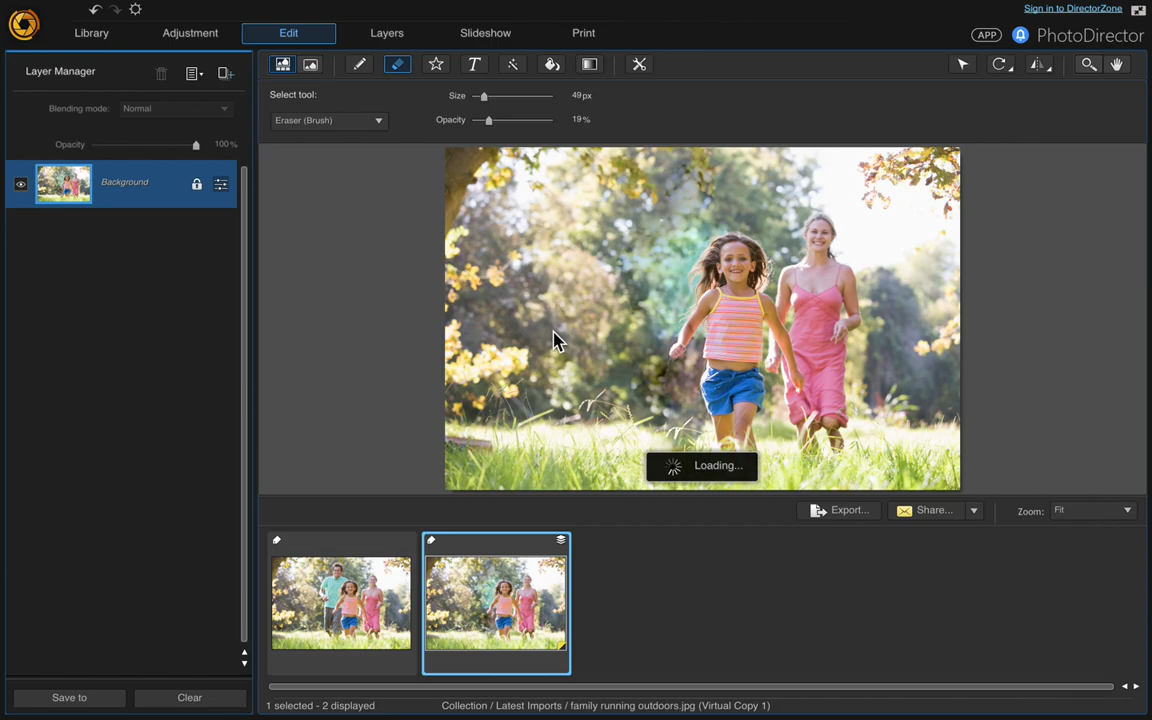 Sign in to DirectorZone
Library Adjustment Edit Layers Slideshow Print
APP PhotoDirector
Layer Manager
Select tool:
Size 49px
Blending mode: Normal
Eraser (Brush)
Opacity 19%
Opacity 100%
Background
Loading...
Export... Share... Zoom: Fit
Save to Clear
1 selected - 2 displayed
Collection / Latest Imports / family running outdoors.jpg (Virtual Copy 1)